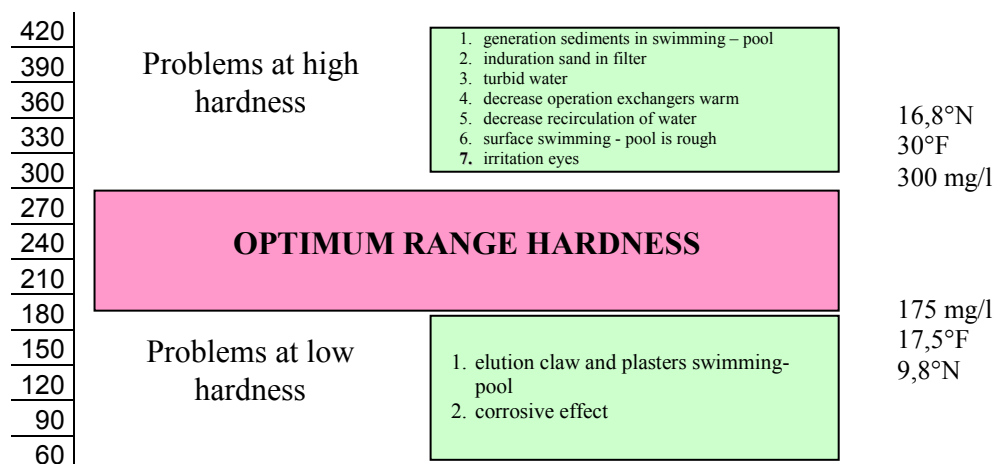 420
390
360
330
300
270
240
210
180
150
120
90
60
Problems at high
hardness
1. generation sediments in swimming – pool
2. induration sand in filter
3. turbid water
4. decrease operation exchangers warm
5. decrease recirculation of water
6. surface swimming - pool is rough
7. irritation eyes
16,8°N
30°F
300 mg/l
OPTIMUM RANGE HARDNESS
Problems at low
hardness
1. elution claw and plasters swimming-
pool
2. corrosive effect
175 mg/l
17,5°F
9,8°N